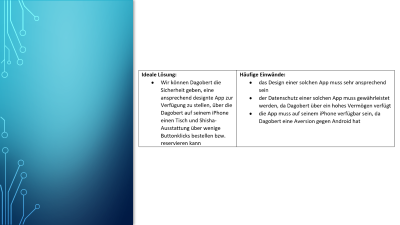 Ideale Lösung:
• Wir können Dagobert die
Sicherheit geben, eine
ansprechend designte App zur
Verfügung zu stellen, über die
Dagobert auf seinem iPhone
einen Tisch und Shisha-
Ausstattung über wenige
Buttonklicks bestellen bzw.
reservieren kann
Häufige Einwände:
• das Design einer solchen App muss sehr ansprechend
sein
• der Datenschutz einer solchen App muss gewährleistet
werden, da Dagobert über ein hohes Vermögen verfügt
• die App muss auf seinem iPhone verfügbar sein, da
Dagobert eine Aversion gegen Android hat